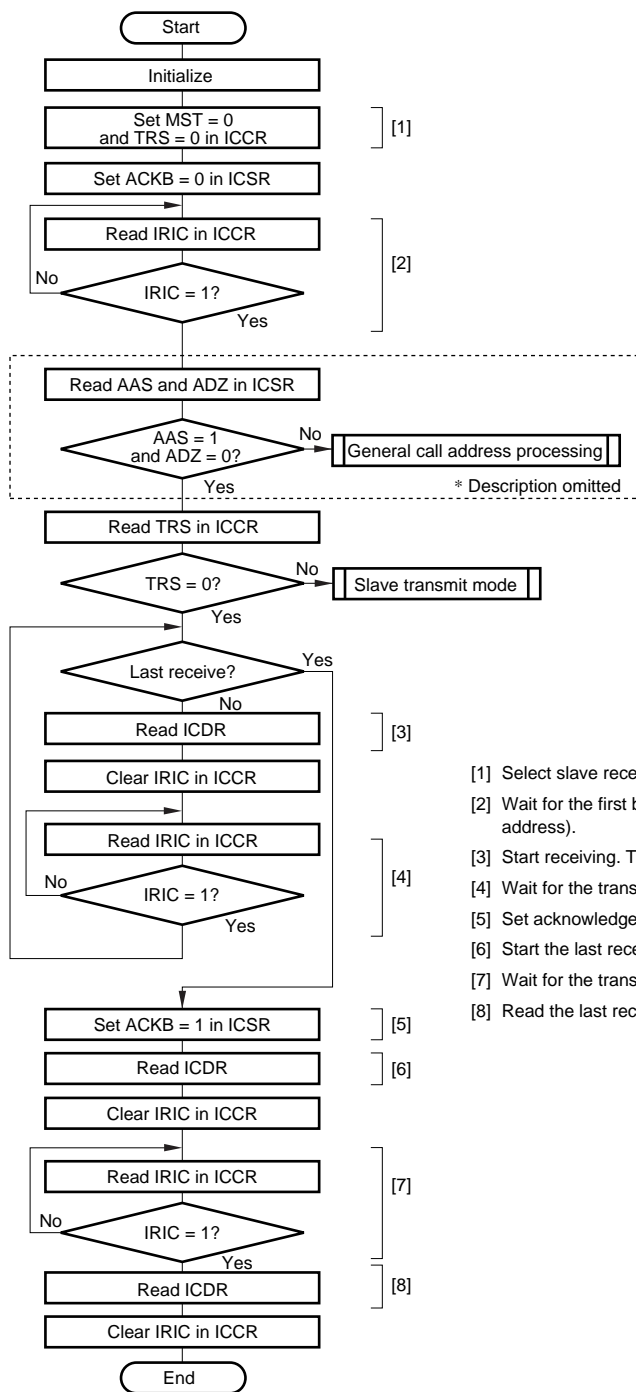 Start
Initialize
Set MST = 0
and TRS = 0 in ICCR
[1]
Set ACKB = 0 in ICSR
Read IRIC in ICCR
[2]
No
IRIC = 1?
Yes
Read AAS and ADZ in ICSR
AAS = 1
and ADZ = 0?
No
General call address processing
Yes
* Description omitted
Read TRS in ICCR
TRS = 0?
No
Slave transmit mode
Yes
Last receive?
Yes
No
Read ICDR
[3]
Clear IRIC in ICCR
Read IRIC in ICCR
[4]
No
IRIC = 1?
Yes
Set ACKB = 1 in ICSR
[5]
Read ICDR
[6]
Clear IRIC in ICCR
Read IRIC in ICCR
[7]
No
IRIC = 1?
Yes
Read ICDR
[8]
Clear IRIC in ICCR
End
[1] Select slave rece
[2] Wait for the first b
address).
[3] Start receiving. T
[4] Wait for the trans
[5] Set acknowledge
[6] Start the last rece
[7] Wait for the trans
[8] Read the last rec